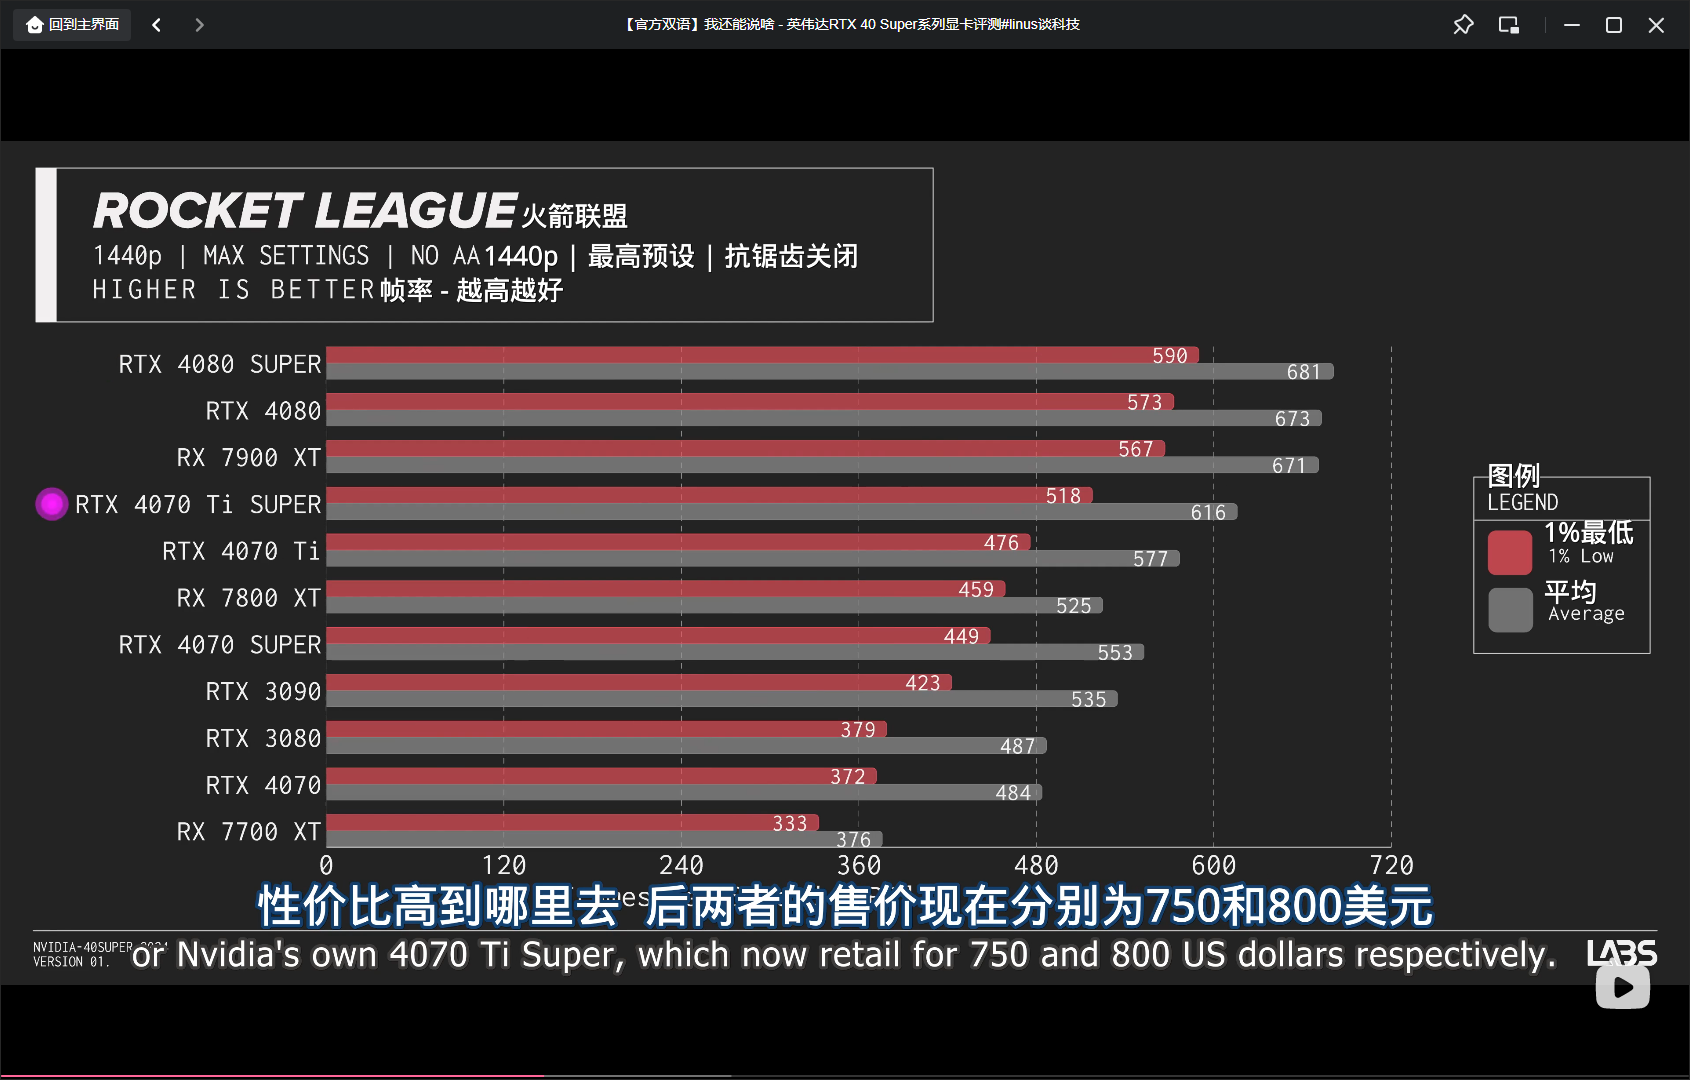 回到主界面
【官方双语】我还能说啥 - 英伟达RTX 40 Super系列显卡评测#linus谈科技
ROCKET LEAGUE 火箭联盟
1440p | MAX SETTINGS | NO AA 1440p | 最高预设 | 抗锯齿关闭
HIGHER IS BETTER 帧率 - 越高越好
RTX 4080 SUPER 590 681
RTX 4080 573 673
RX 7900 XT 567 671
RTX 4070 Ti SUPER 518 616
RTX 4070 Ti 476 577
RX 7800 XT 459 525
RTX 4070 SUPER 449 553
RTX 3090 423 535
RTX 3080 379 487
RTX 4070 372 484
RX 7700 XT 333 376
0 120 240 360 480 600 720
图例
LEGEND
1%最低
1% Low
平均
Average
性价比高到哪里去 后两者的售价现在分别为750和800美元
NVIDIA-40SUPER
VERSION 01.
or Nvidia's own 4070 Ti Super, which now retail for 750 and 800 US dollars respectively.
LABS